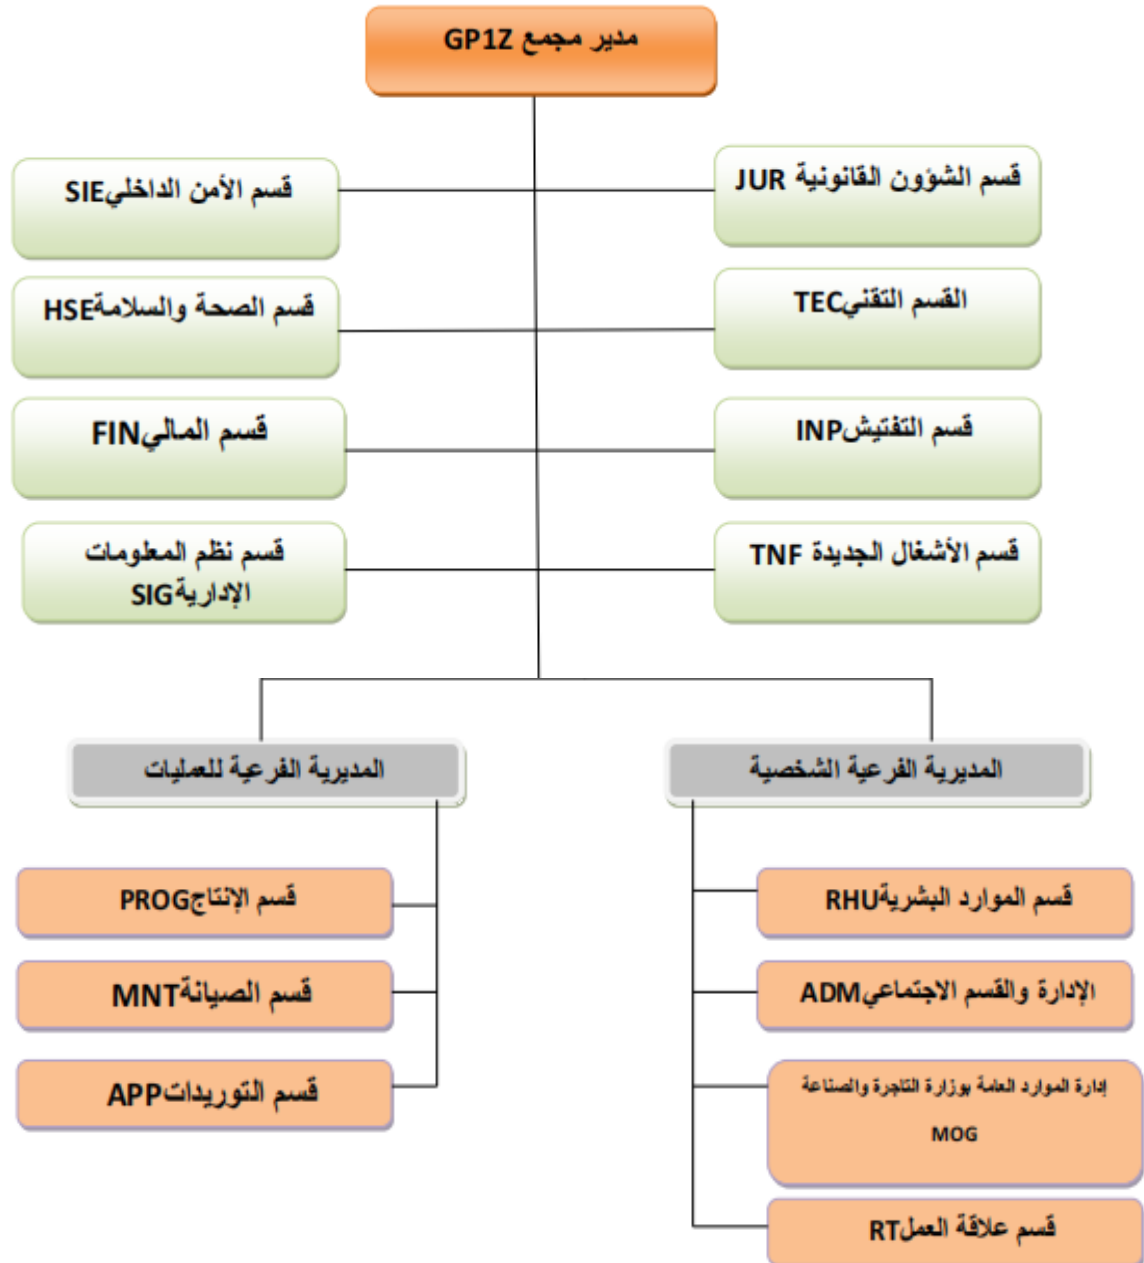 مدير مجمع GP1Z
قسم الشؤون القانونية JUR
قسم الأمن الداخليSIE
القسم التقنيTEC
قسم الصحة والسلامةHSE
قسم التفتيشINP
قسم الماليFIN
قسم الأشغال الجديدة TNF
قسم نظم المعلومات
الإداريةSIG
المديرية الفرعية الشخصية
المديرية الفرعية للعمليات
قسم الموارد البشريةRHU
الإدارة والقسم الاجتماعيADM
إدارة الموارد العامة بوزارة التاجرة والصناعة
MOG
قسم علاقة العملRT
قسم الإنتاجPROG
قسم الصيانةMNT
قسم التوريداتAPP